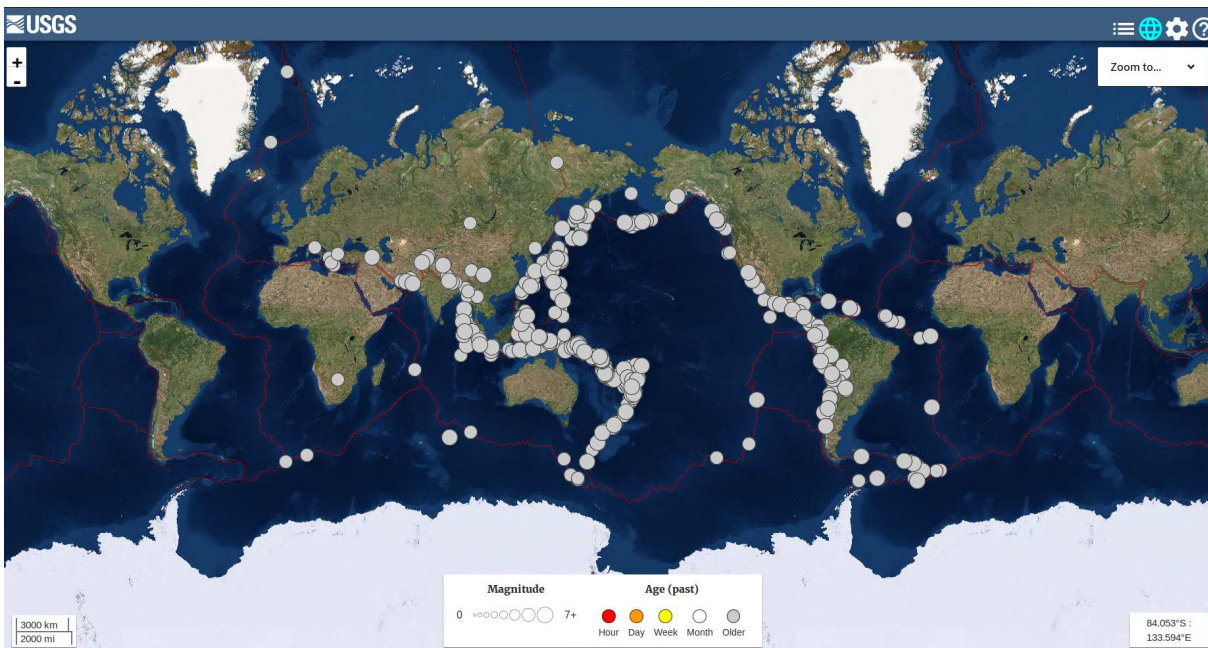 USGS
+
-
Zoom to...
Magnitude
0 7+
Age (past)
Hour Day Week Month Older
3000 km
2000 mi
84.053°S :
133.594°E